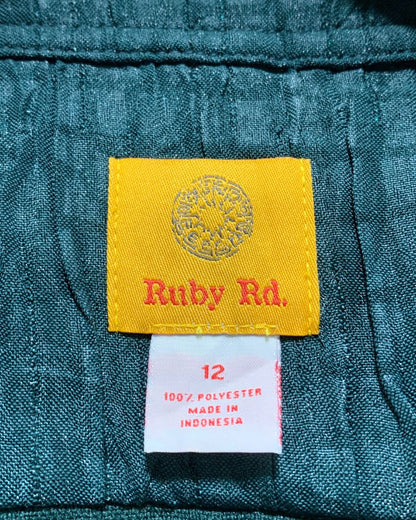 Ruby Rd.
12
100% POLYESTER
MADE IN
INDONESIA